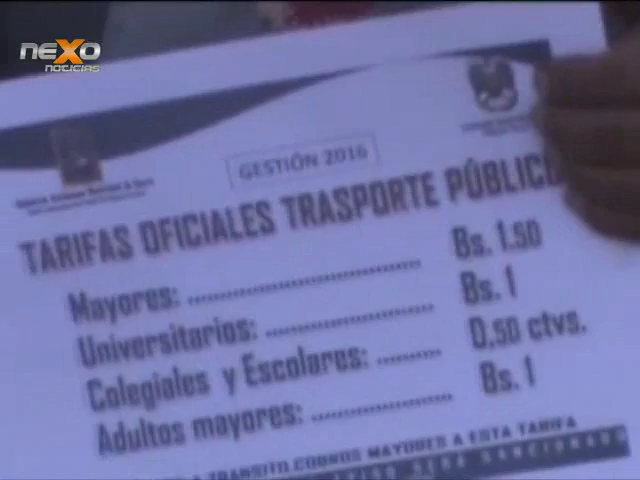 NEXO
NOTICIAS
GESTIÓN 2016
TARIFAS OFICIALES TRASPORTE PÚBLICO
Mayores: .......................... Bs. 1.50
Universitarios: ................... Bs. 1
Colegiales y Escolares: .......... 0.50 ctvs.
Adultos mayores: ................ Bs. 1
A TRANSITO, COBROS MAYORES A ESTA TARIFA